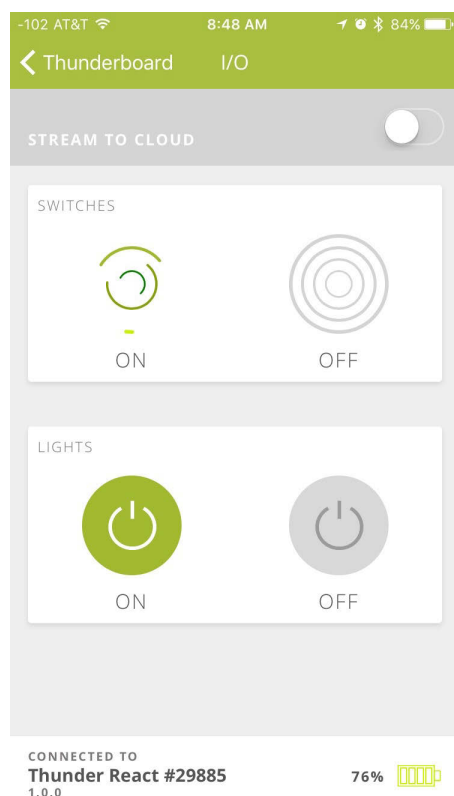 -102 AT&T 8:48 AM 84%
Thunderboard I/O
STREAM TO CLOUD
SWITCHES
ON OFF
LIGHTS
ON OFF
CONNECTED TO
Thunder React #29885 76%
1.0.0